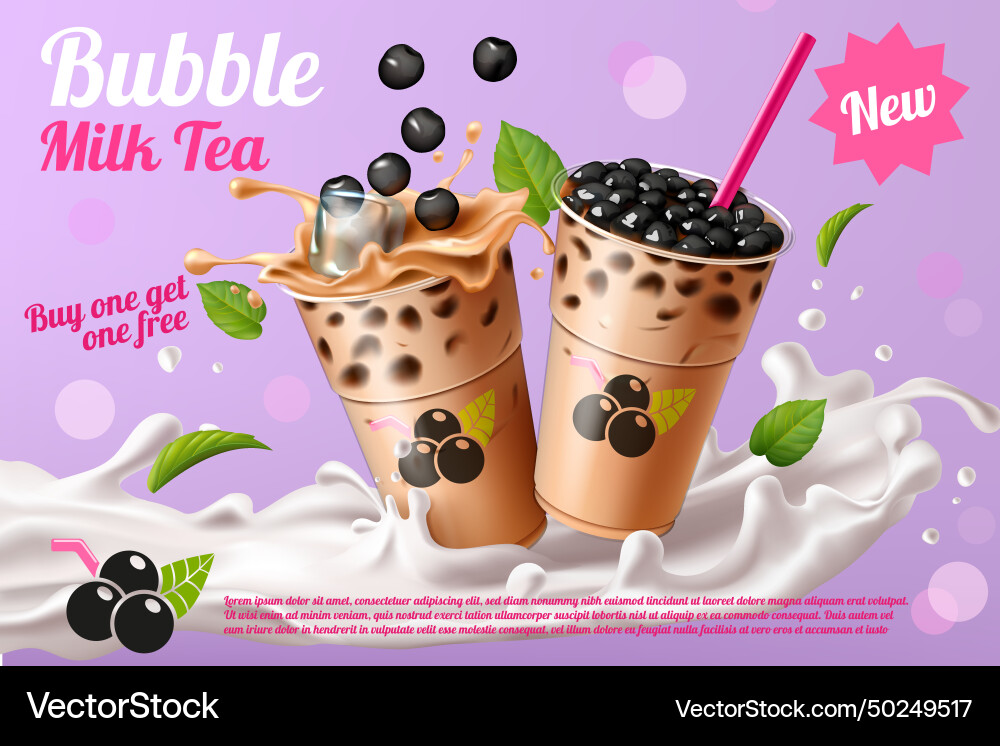 Bubble
Milk Tea
New
Buy one get
one free
Lorem ipsum dolor sit amet, consectetuer adipiscing elit, sed diam nonummy nibh euismod tincidunt ut laoreet dolore magna aliquam erat volutpat.
Ut wisi enim ad minim veniam, quis nostrud exerci tation ullamcorper suscipit lobortis nisl ut aliquip ex ea commodo consequat. Duis autem vel
eum iriure dolor in hendrerit in vulputate velit esse molestie consequat, vel illum dolore eu feugiat nulla facilisis at vero eros et accumsan et iusto
VectorStock
VectorStock.com/50249517